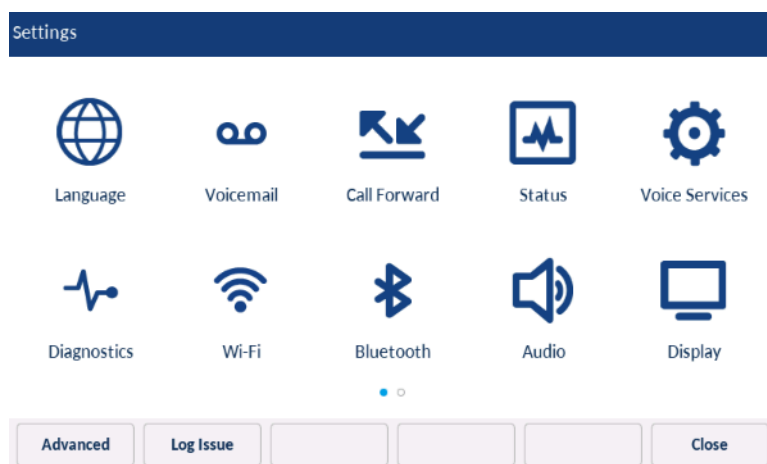 Settings
Language Voicemail Call Forward Status Voice Services
Diagnostics Wi-Fi Bluetooth Audio Display
Advanced Log Issue Close